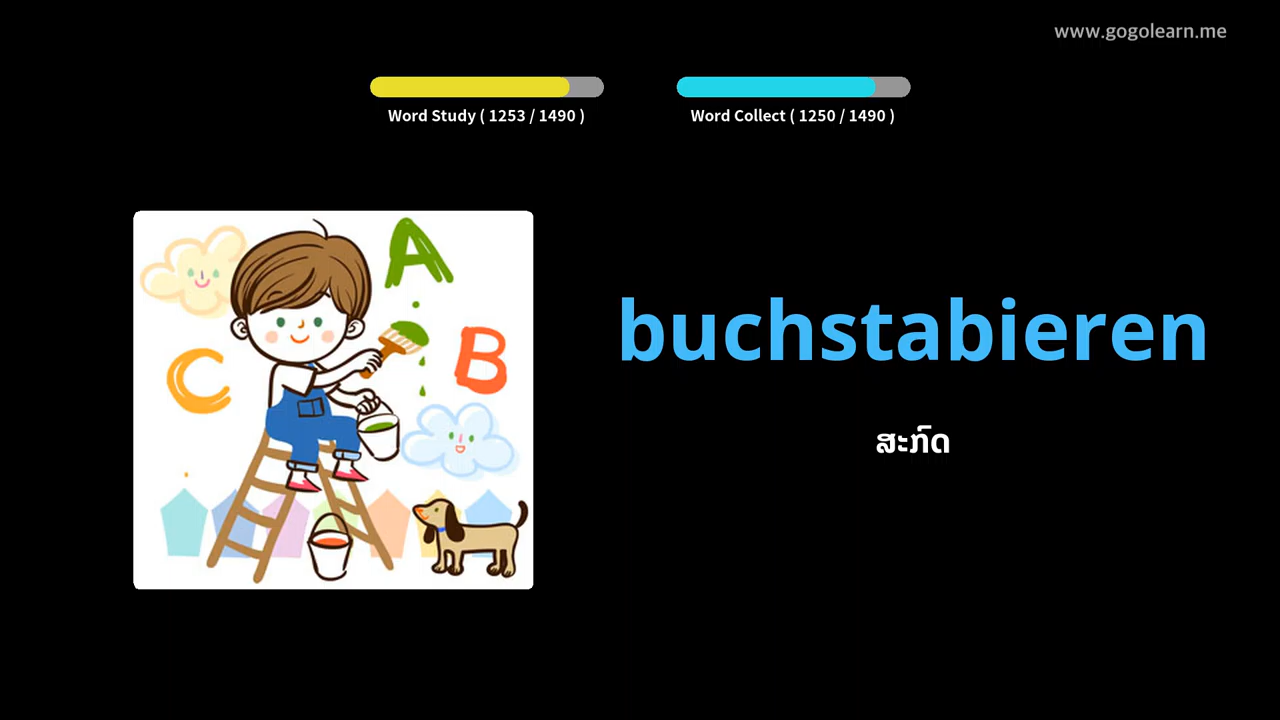 www.gogolearn.me
Word Study ( 1253 / 1490 )
Word Collect ( 1250 / 1490 )
A
B
C
buchstabieren
ສະກົດ